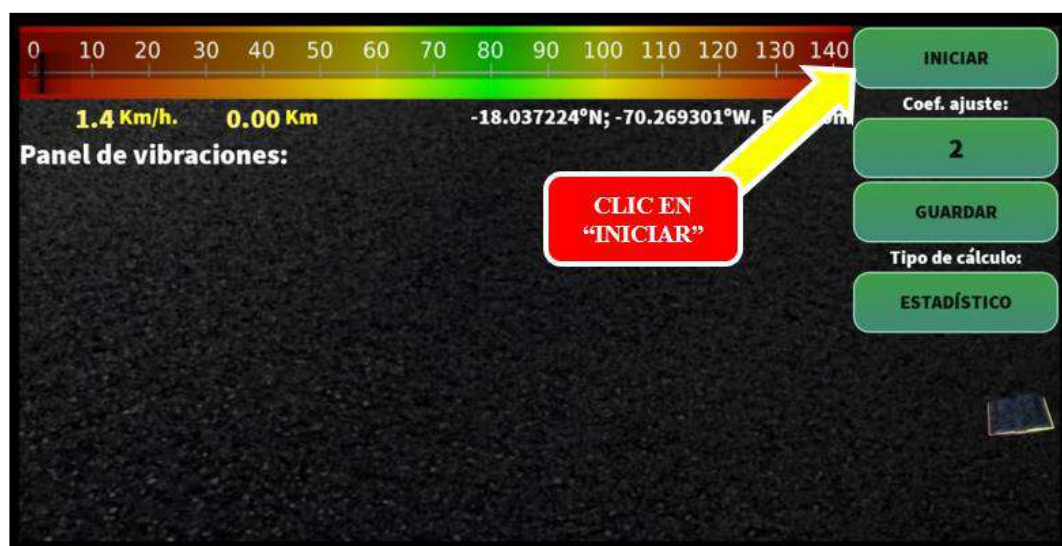 0 10 20 30 40 50 60 70 80 90 100 110 120 130 140
INICIAR
1.4 Km/h. 0.00 Km
-18.037224°N; -70.269301°W.
Coef. ajuste:
Panel de vibraciones:
2
CLIC EN
“INICIAR”
GUARDAR
Tipo de cálculo:
ESTADÍSTICO